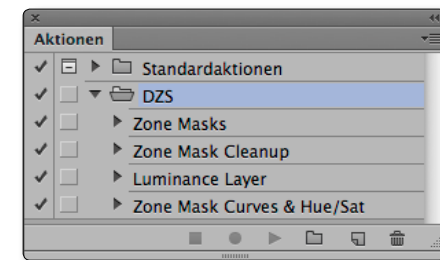 Aktionen
Standardaktionen
DZS
Zone Masks
Zone Mask Cleanup
Luminance Layer
Zone Mask Curves & Hue/Sat